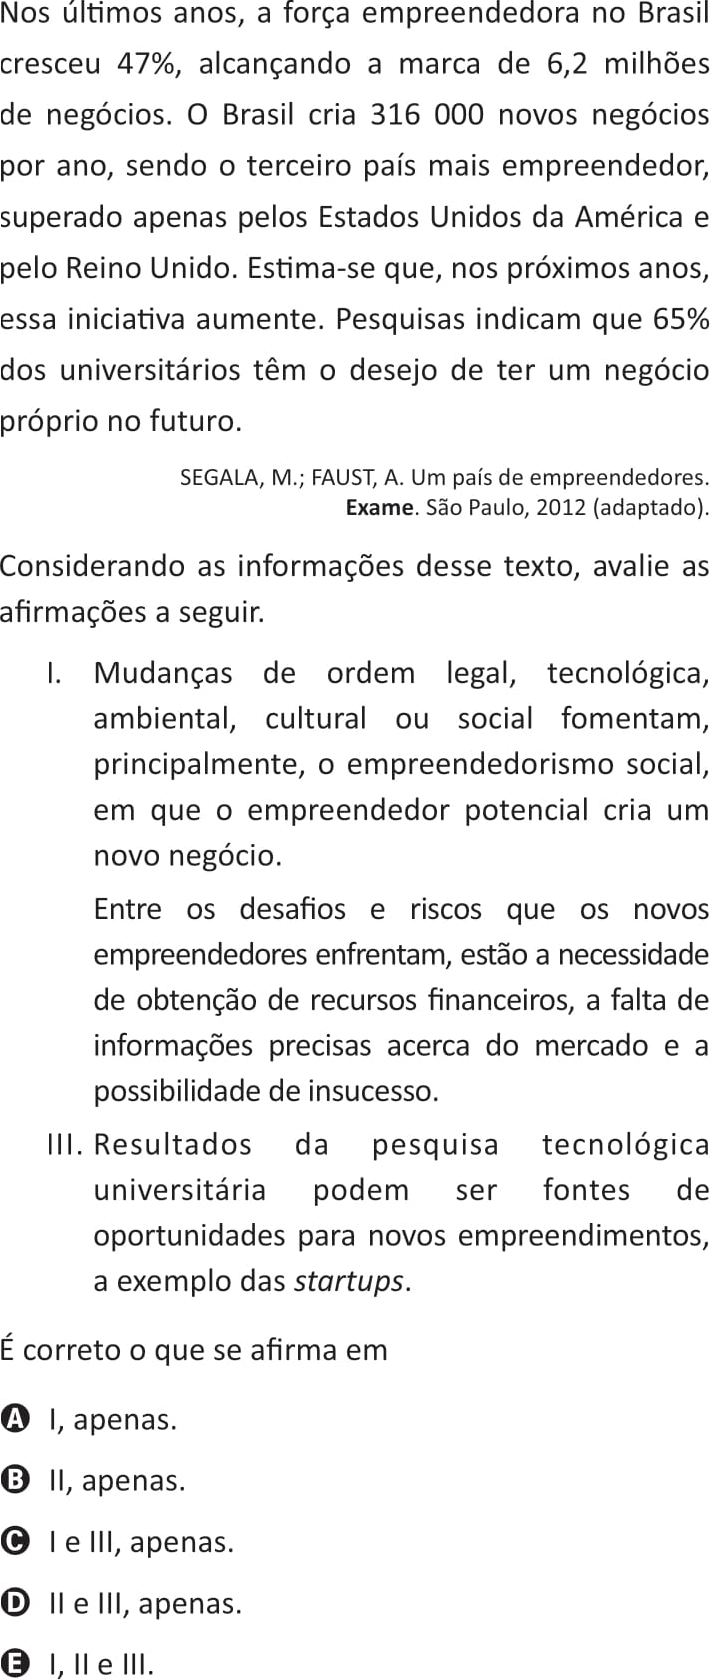 Nos últimos anos, a força empreendedora no Brasil
cresceu 47%, alcançando a marca de 6,2 milhões
de negócios. O Brasil cria 316 000 novos negócios
por ano, sendo o terceiro país mais empreendedor,
superado apenas pelos Estados Unidos da América e
pelo Reino Unido. Estima-se que, nos próximos anos,
essa iniciativa aumente. Pesquisas indicam que 65%
dos universitários têm o desejo de ter um negócio
próprio no futuro.
SEGALA, M.; FAUST, A. Um país de empreendedores.
Exame. São Paulo, 2012 (adaptado).
Considerando as informações desse texto, avalie as
afirmações a seguir.
I. Mudanças de ordem legal, tecnológica,
ambiental, cultural ou social fomentam,
principalmente, o empreendedorismo social,
em que o empreendedor potencial cria um
novo negócio.
Entre os desafios e riscos que os novos
empreendedores enfrentam, estão a necessidade
de obtenção de recursos financeiros, a falta de
informações precisas acerca do mercado e a
possibilidade de insucesso.
III. Resultados da pesquisa tecnológica
universitária podem ser fontes de
oportunidades para novos empreendimentos,
a exemplo das startups.
É correto o que se afirma em
A I, apenas.
B II, apenas.
C I e III, apenas.
D II e III, apenas.
E I, II e III.